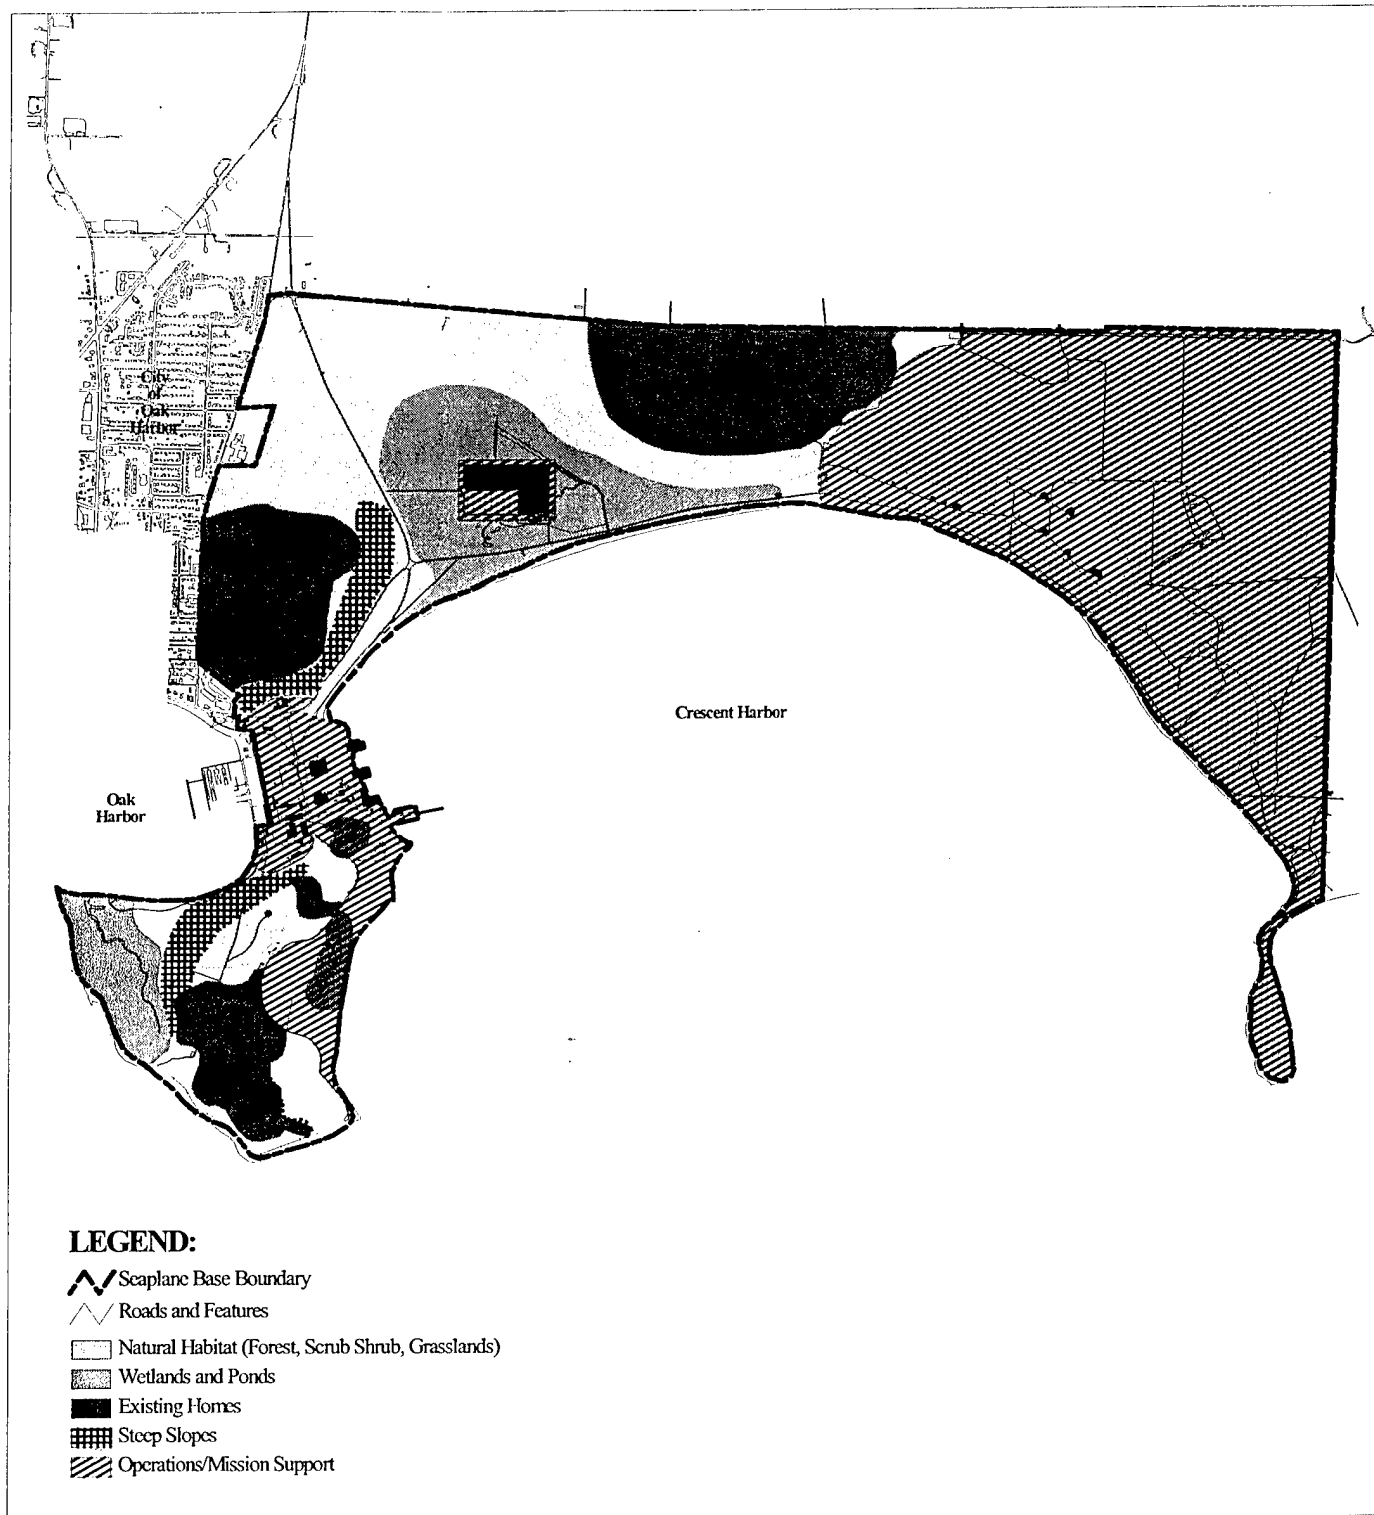 City
of
Oak
Harbor
Crescent Harbor
Oak
Harbor
LEGEND:
Seaplane Base Boundary
Roads and Features
Natural Habitat (Forest, Scrub Shrub, Grasslands)
Wetlands and Ponds
Existing Homes
Steep Slopes
Operations/Mission Support